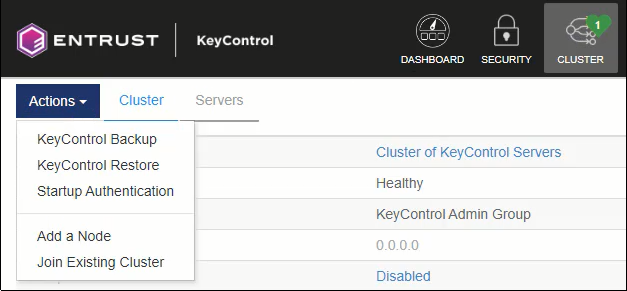 ENTRUST KeyControl
1
DASHBOARD SECURITY CLUSTER
Actions Cluster Servers
KeyControl Backup
KeyControl Restore
Startup Authentication
Add a Node
Join Existing Cluster
Cluster of KeyControl Servers
Healthy
KeyControl Admin Group
0.0.0.0
Disabled